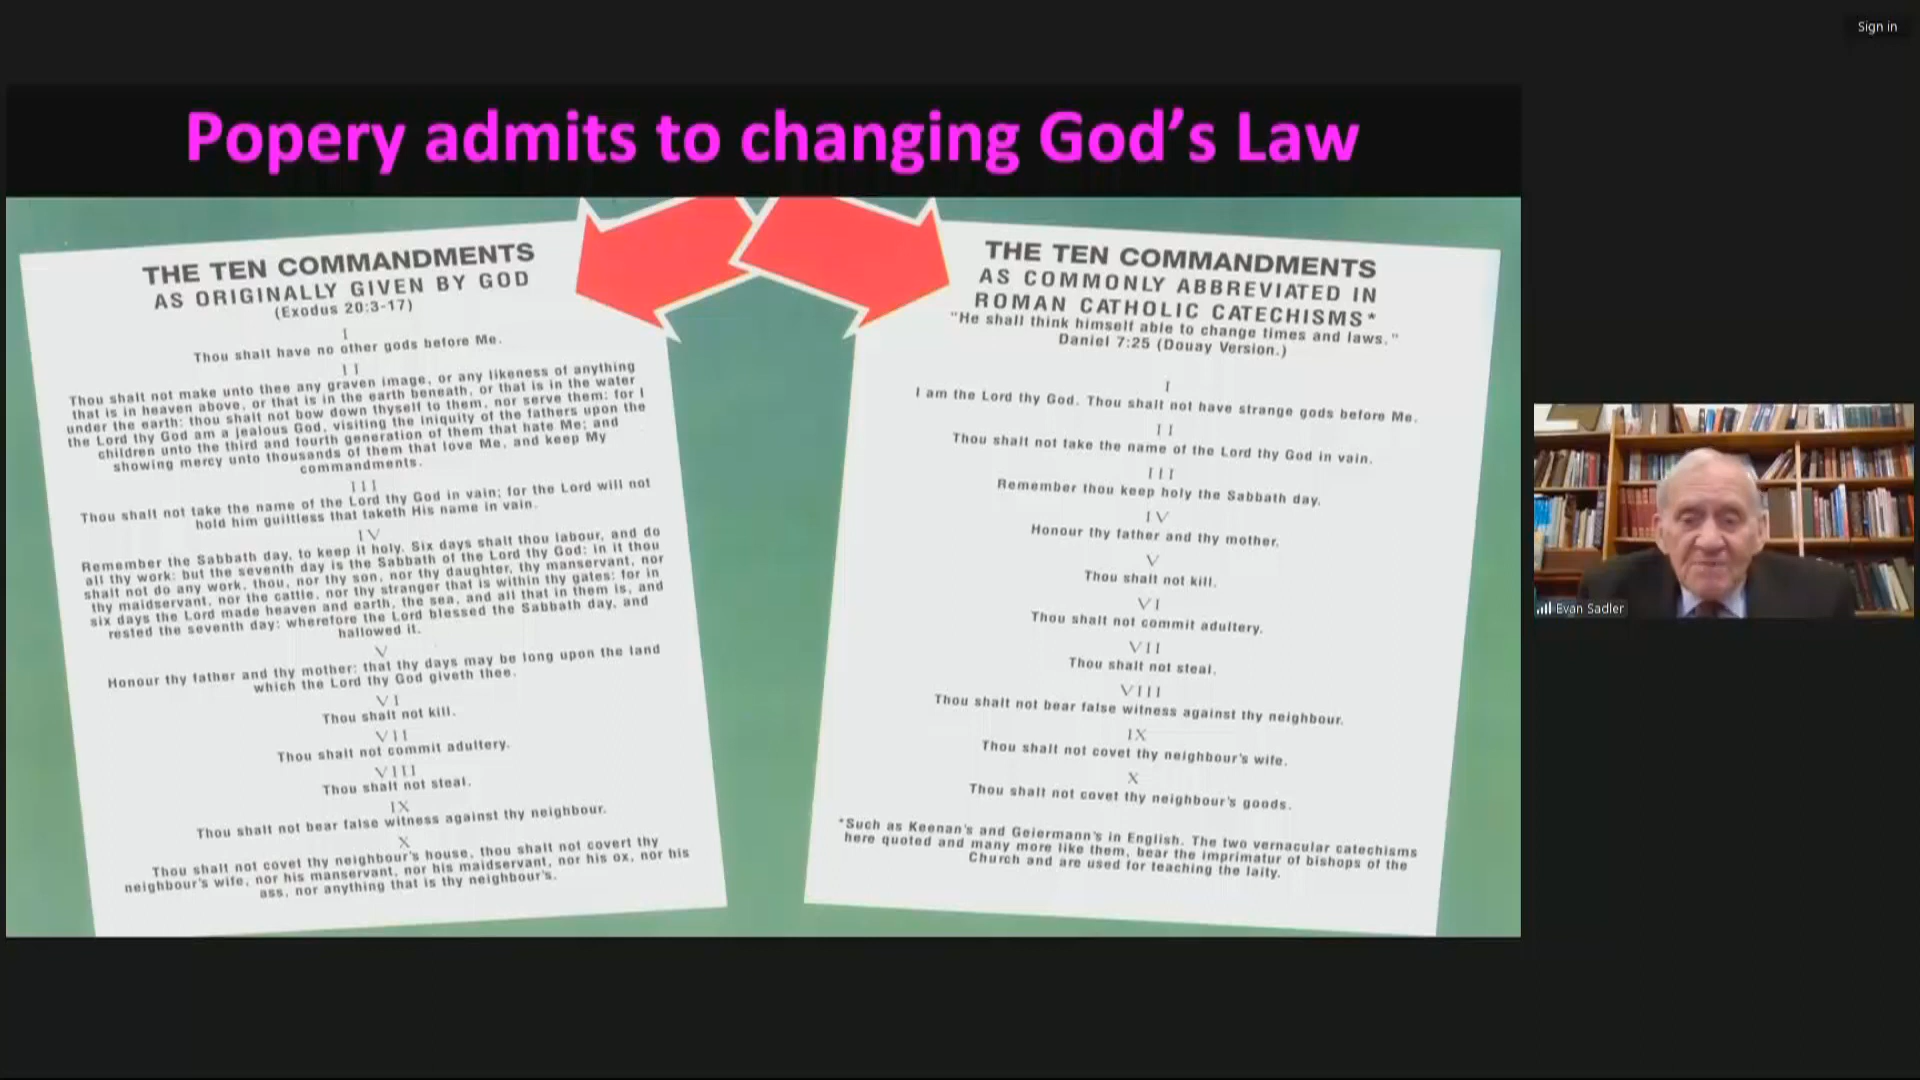 Sign in
Popery admits to changing God's Law
THE TEN COMMANDMENTS
AS ORIGINALLY GIVEN BY GOD
(Exodus 20:3-17)
I
Thou shalt have no other gods before Me.
II
Thou shalt not make unto thee any graven image, or any likeness of anything
that is in heaven above, or that is in the earth beneath, or that is in the water
under the earth: thou shalt not bow down thyself to them, nor serve them: for I
the Lord thy God am a jealous God, visiting the iniquity of the fathers upon the
children unto the third and fourth generation of them that hate Me; and
showing mercy unto thousands of them that love Me, and keep My
commandments.
III
Thou shalt not take the name of the Lord thy God in vain; for the Lord will not
hold him guiltless that taketh His name in vain.
IV
Remember the Sabbath day, to keep it holy. Six days shalt thou labour, and do
all thy work: but the seventh day is the Sabbath of the Lord thy God: in it thou
shalt not do any work, thou, nor thy son, nor thy daughter, thy manservant, nor
thy maidservant, nor the cattle, nor thy stranger that is within thy gates: for in
six days the Lord made heaven and earth, the sea, and all that in them is, and
rested the seventh day: wherefore the Lord blessed the Sabbath day, and
hallowed it.
V
Honour thy father and thy mother: that thy days may be long upon the land
which the Lord thy God giveth thee.
VI
Thou shalt not kill.
VII
Thou shalt not commit adultery.
VIII
Thou shalt not steal.
IX
Thou shalt not bear false witness against thy neighbour.
X
Thou shalt not covet thy neighbour's house, thou shalt not covert thy
neighbour's wife, nor his manservant, nor his maidservant, nor his ox, nor his
ass, nor anything that is thy neighbour's.
THE TEN COMMANDMENTS
AS COMMONLY ABBREVIATED IN
ROMAN CATHOLIC CATECHISMS*
"He shall think himself able to change times and laws."
Daniel 7:25 (Douay Version.)
I
I am the Lord thy God. Thou shalt not have strange gods before Me.
II
Thou shalt not take the name of the Lord thy God in vain.
III
Remember thou keep holy the Sabbath day.
IV
Honour thy father and thy mother.
V
Thou shalt not kill.
VI
Thou shalt not commit adultery.
VII
Thou shalt not steal.
VIII
Thou shalt not bear false witness against thy neighbour.
IX
Thou shalt not covet thy neighbour's wife.
X
Thou shalt not covet thy neighbour's goods.
*Such as Keenan's and Geiermann's in English. The two vernacular catechisms
here quoted and many more like them, bear the imprimatur of bishops of the
Church and are used for teaching the laity.
Evan Sadler